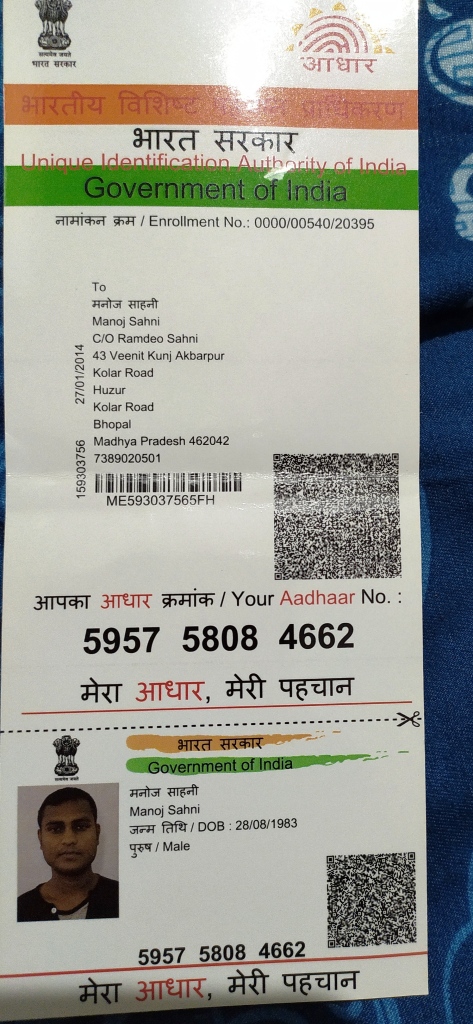 सत्यमेव जयते
भारत सरकार
आधार
भारतीय विशिष्ट प्राधिकरण
भारत सरकार
Unique Identification Authority of India
Government of India
नामांकन क्रम / Enrollment No.: 0000/00540/20395
To
मनोज साहनी
Manoj Sahni
C/O Ramdeo Sahni
43 Veenit Kunj Akbarpur
Kolar Road
Huzur
Kolar Road
Bhopal
Madhya Pradesh 462042
7389020501
159303756 27/01/2014
ME593037565FH
आपका आधार क्रमांक / Your Aadhaar No. :
5957 5808 4662
मेरा आधार, मेरी पहचान
भारत सरकार
Government of India
मनोज साहनी
Manoj Sahni
जन्म तिथि / DOB : 28/08/1983
पुरुष / Male
5957 5808 4662
मेरा आधार, मेरी पहचान